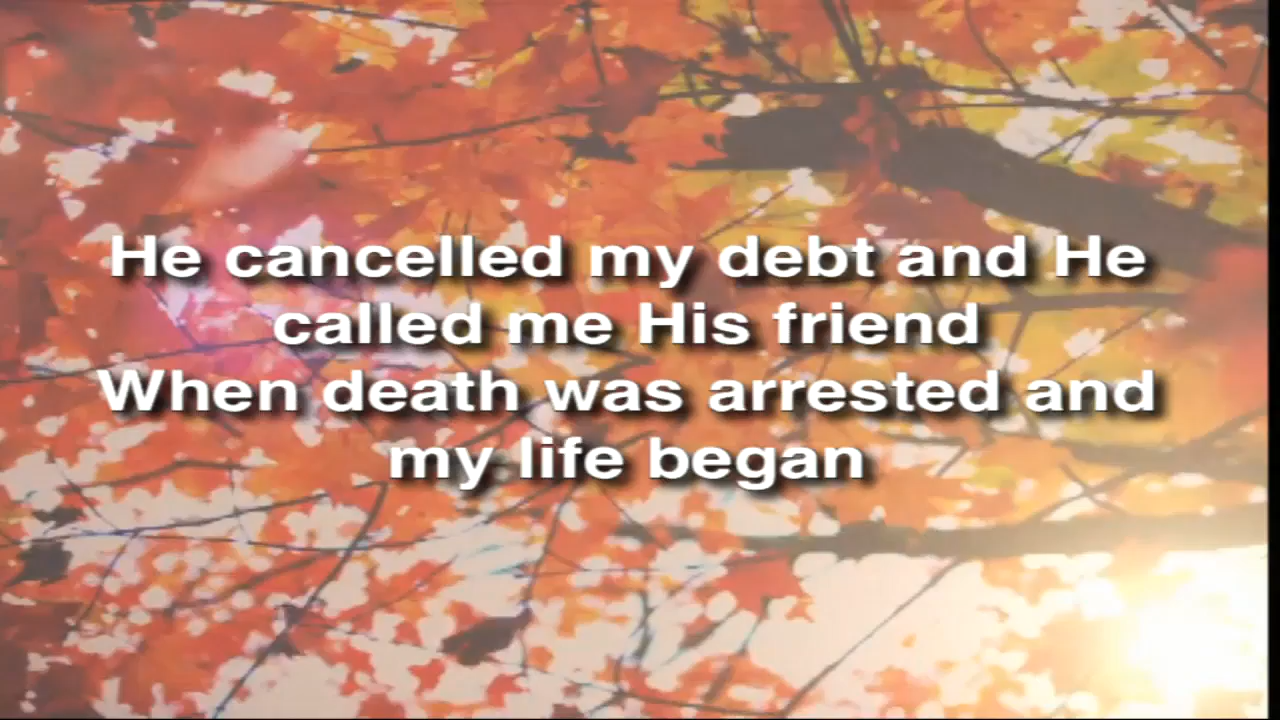 He cancelled my debt and He
called me His friend
When death was arrested and
my life began